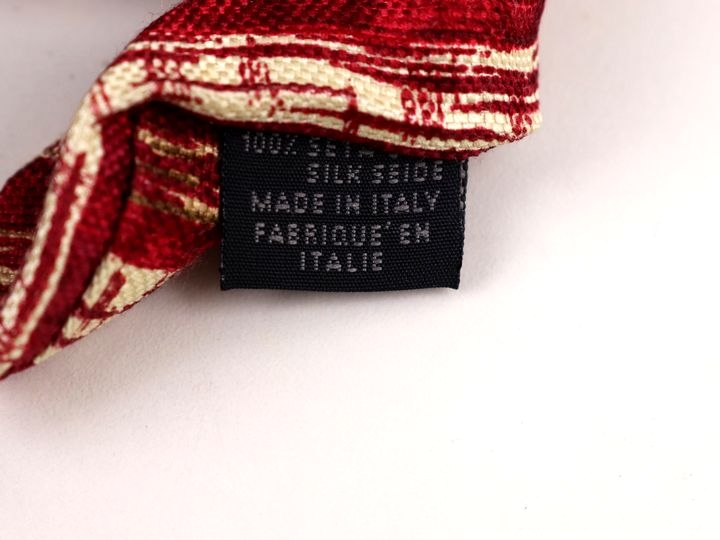 100% SETA
SILK SEIDE
MADE IN ITALY
FABRIQUE' EN
ITALIE